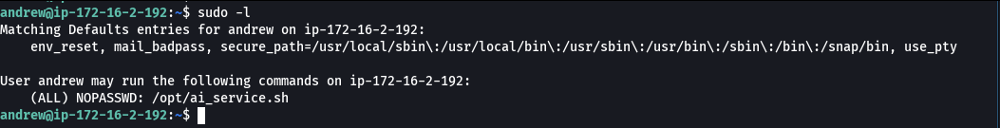 andrew@ip-172-16-2-192:~$ sudo -l
Matching Defaults entries for andrew on ip-172-16-2-192:
    env_reset, mail_badpass, secure_path=/usr/local/sbin\:/usr/local/bin\:/usr/sbin\:/usr/bin\:/sbin\:/bin\:/snap/bin, use_pty

User andrew may run the following commands on ip-172-16-2-192:
    (ALL) NOPASSWD: /opt/ai_service.sh
andrew@ip-172-16-2-192:~$